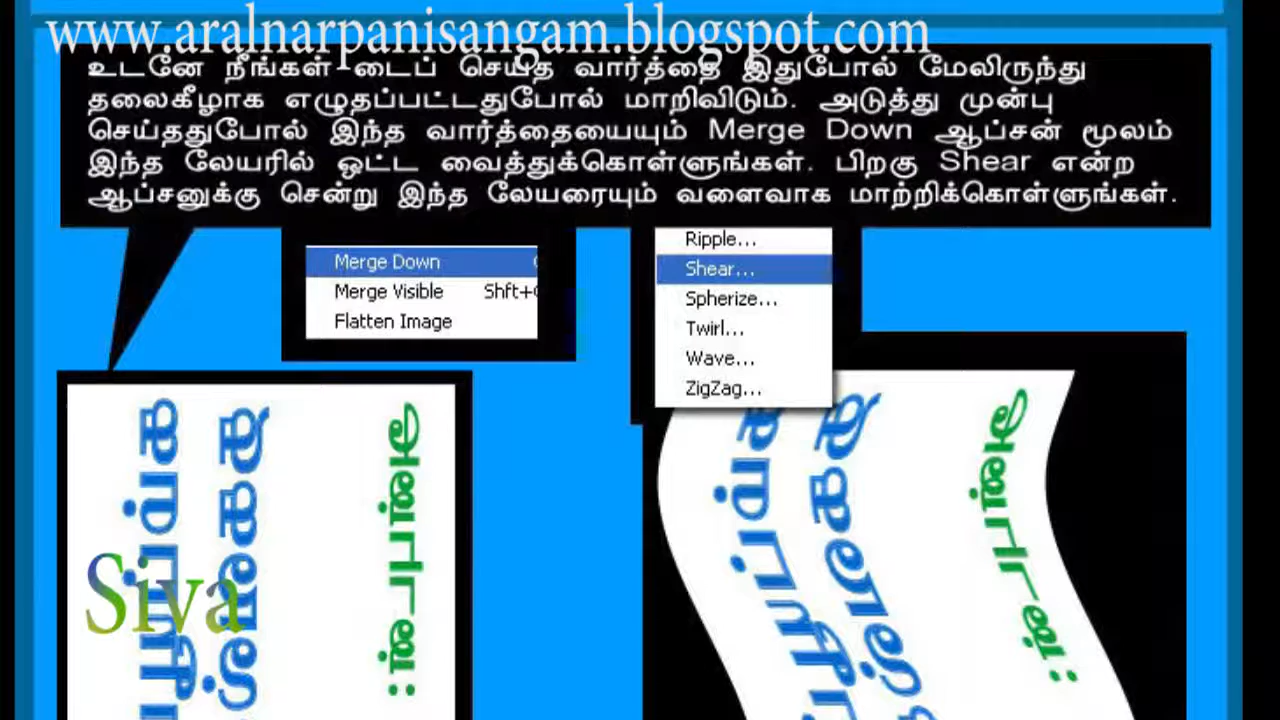 www.aralnarpanisangam.blogspot.com
உடனே நீங்கள் டைப் செய்த வார்த்தை இதுபோல் மேலிருந்து
தலைகீழாக எழுதப்பட்டதுபோல் மாறிவிடும். அடுத்து முன்பு
செய்ததுபோல் இந்த வார்த்தையையும் Merge Down ஆப்சன் மூலம்
இந்த லேயரில் ஒட்ட வைத்துக்கொள்ளுங்கள். பிறகு Shear என்ற
ஆப்சனுக்கு சென்று இந்த லேயரையும் வளைவாக மாற்றிக்கொள்ளுங்கள்.
Merge Down
Merge Visible Shft+
Flatten Image
Ripple...
Shear...
Spherize...
Twirl...
Wave...
ZigZag...
Siva